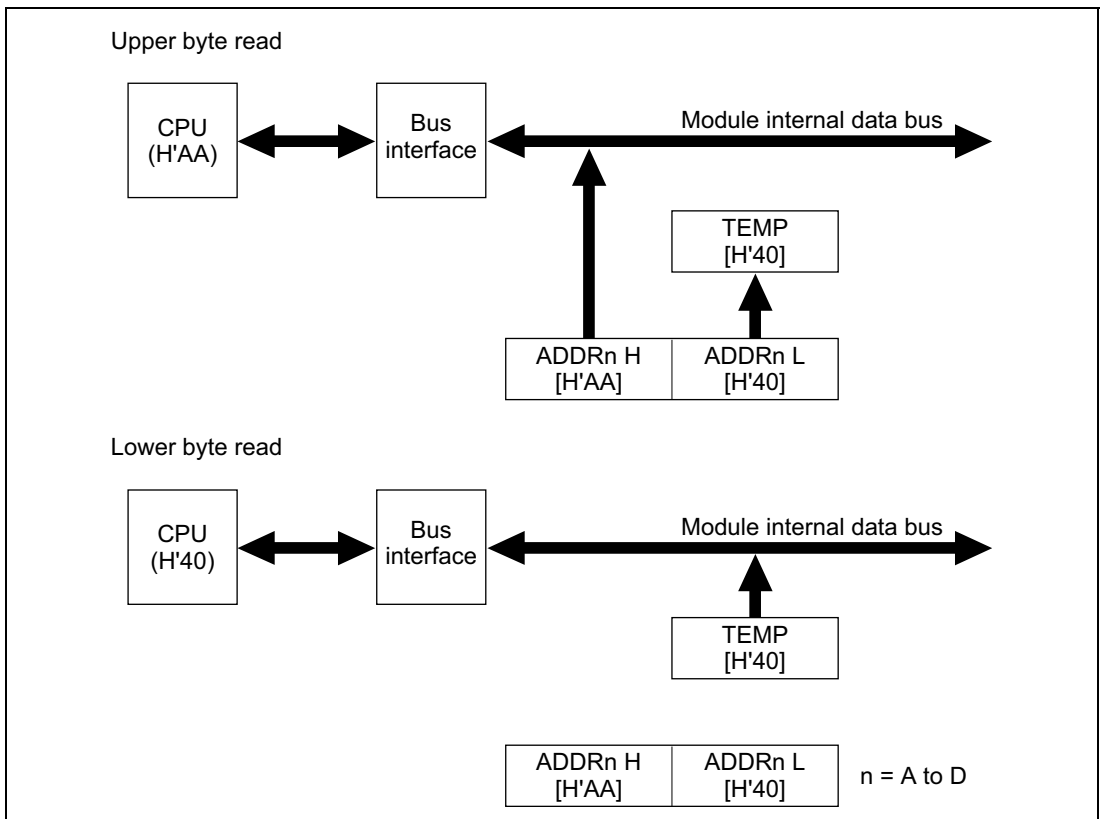 Upper byte read
CPU
(H'AA)
Bus
interface
Module internal data bus
TEMP
[H'40]
ADDRn H
[H'AA]
ADDRn L
[H'40]
Lower byte read
CPU
(H'40)
Bus
interface
Module internal data bus
TEMP
[H'40]
ADDRn H
[H'AA]
ADDRn L
[H'40]
n = A to D